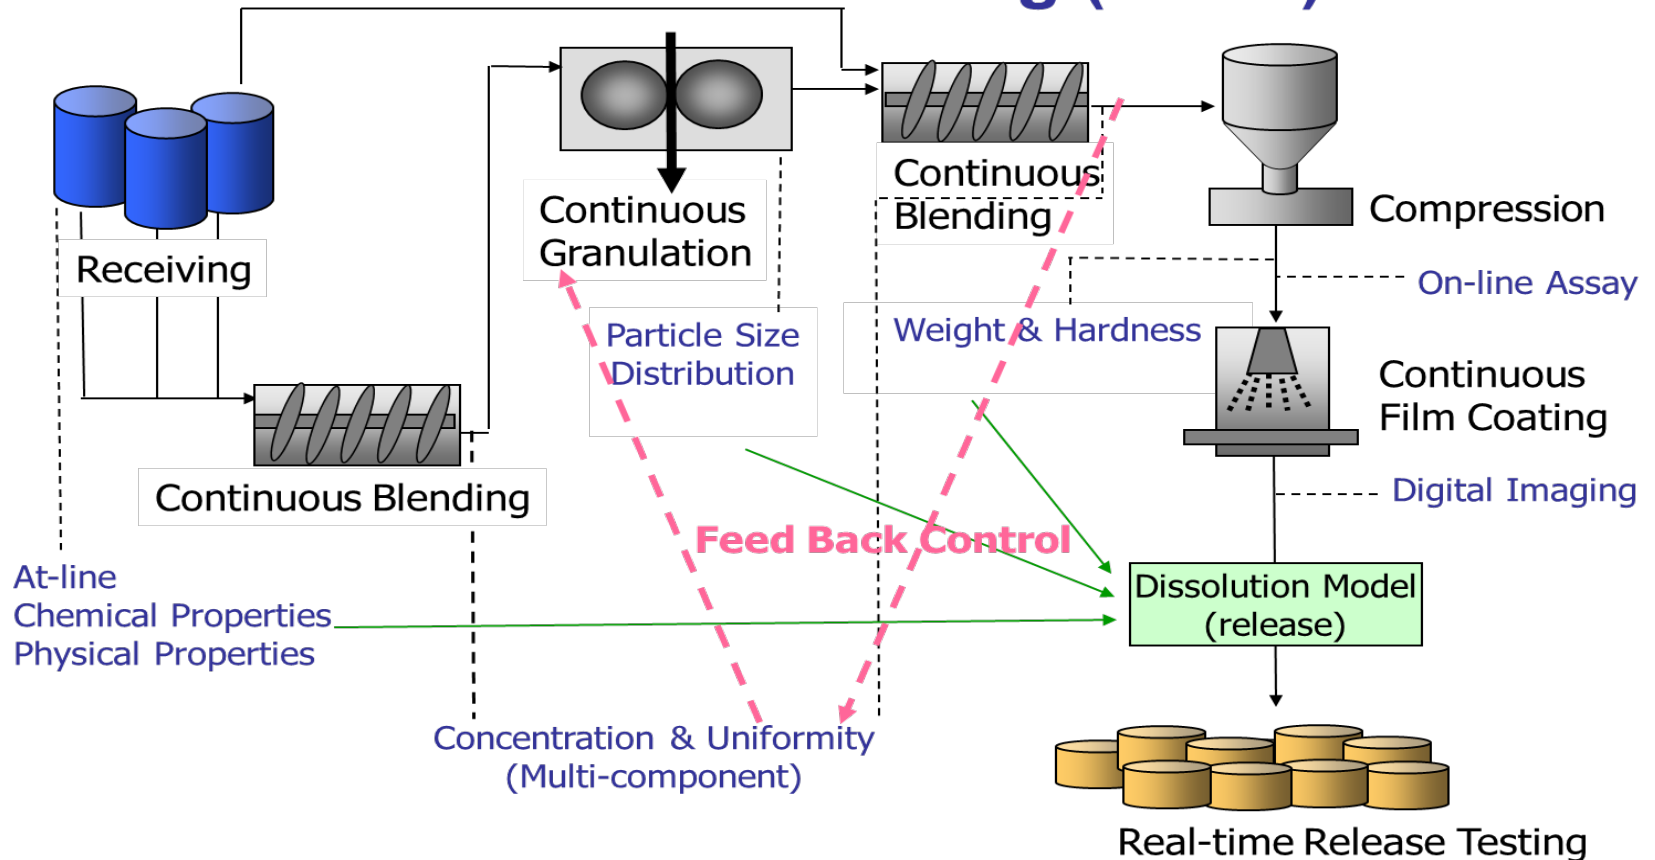 Continuous
Blending
Compression
Continuous
Granulation
Receiving
On-line Assay
Particle Size
Distribution
Weight & Hardness
Continuous
Film Coating
Continuous Blending
Digital Imaging
Feed Back Control
At-line
Chemical Properties
Physical Properties
Dissolution Model
(release)
Concentration & Uniformity
(Multi-component)
Real-time Release Testing